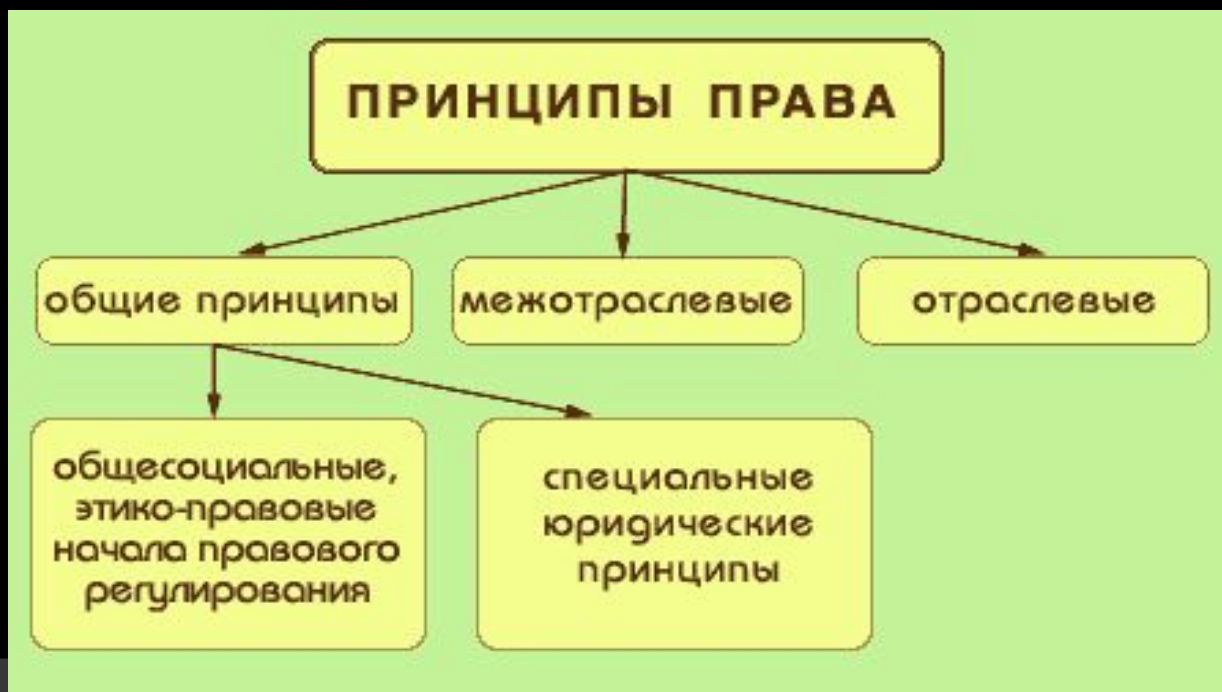 ПРИНЦИПЫ ПРАВА
общие принципы
межотраслевые
отраслевые
общесоциальные,
этико-правовые
начала правового
регулирования
специальные
юридические
принципы